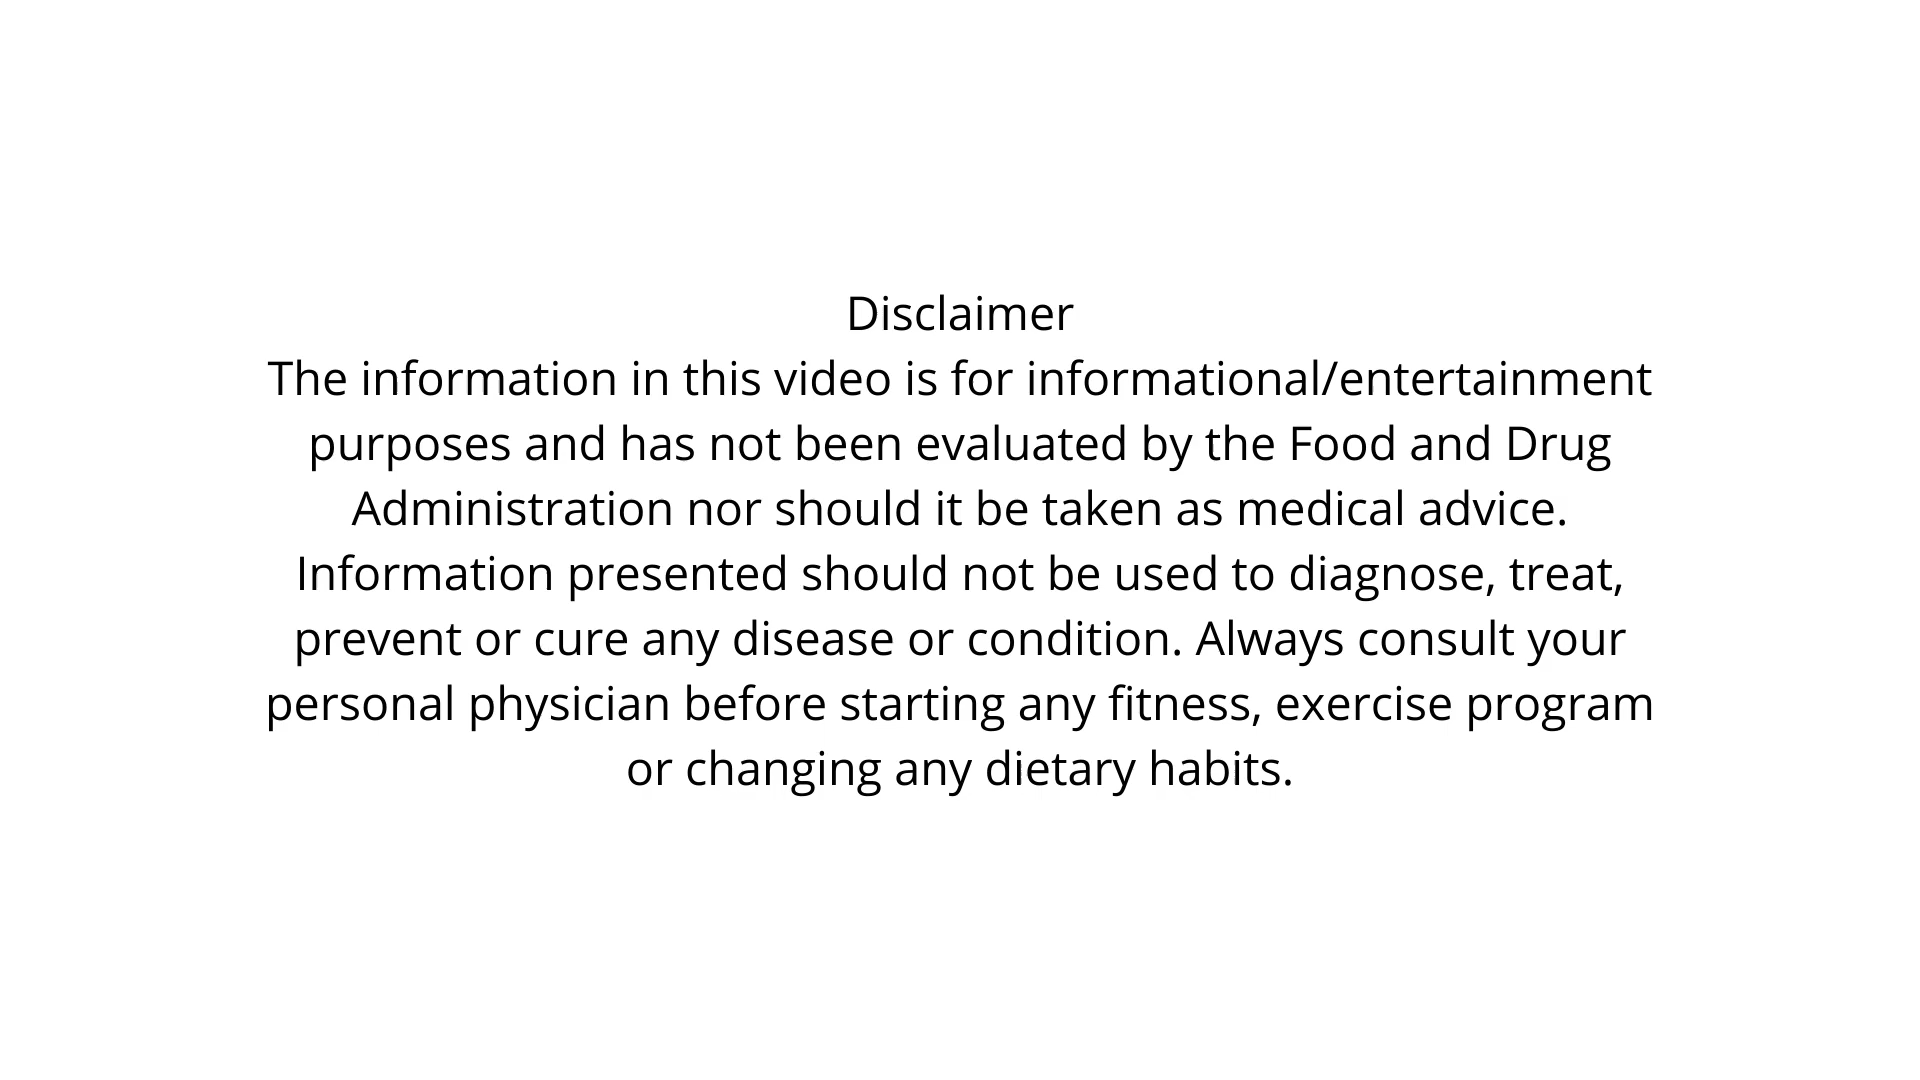 Disclaimer
The information in this video is for informational/entertainment
purposes and has not been evaluated by the Food and Drug
Administration nor should it be taken as medical advice.
Information presented should not be used to diagnose, treat,
prevent or cure any disease or condition. Always consult your
personal physician before starting any fitness, exercise program
or changing any dietary habits.